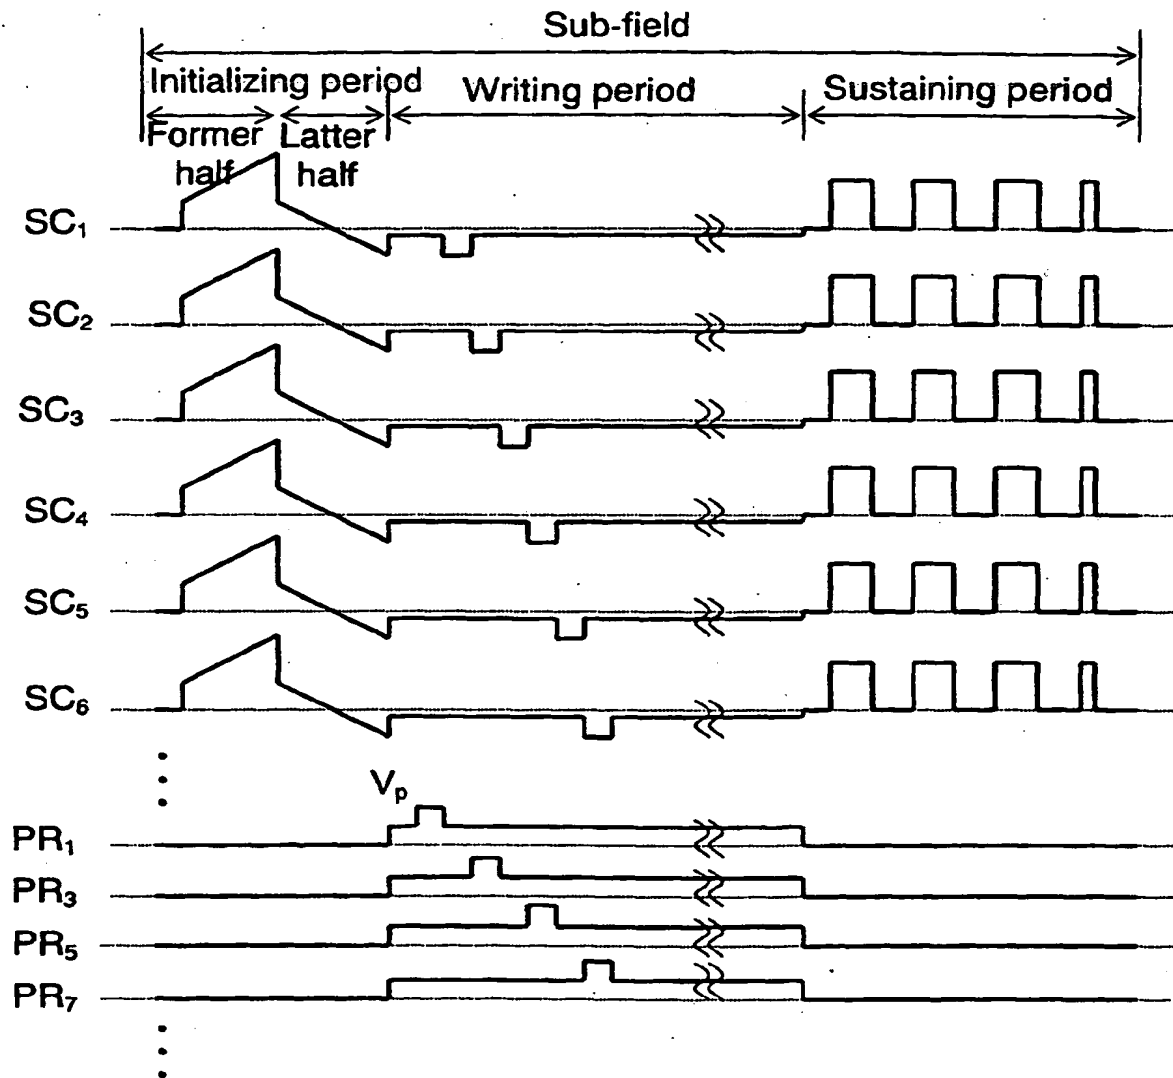 Sub-field
Initializing period Writing period Sustaining period
Former Latter
half half
SC₁
SC₂
SC₃
SC₄
SC₅
SC₆
Vₚ
PR₁
PR₃
PR₅
PR₇